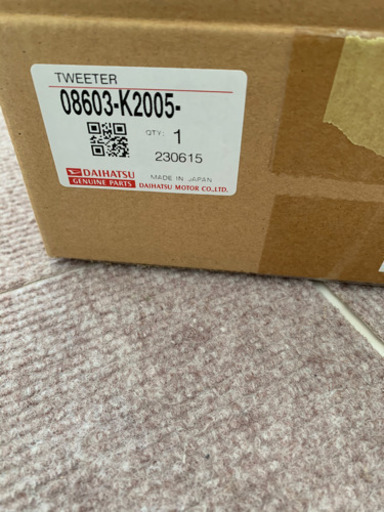 TWEETER
08603-K2005-
QTY: 1
230615
DAIHATSU MADE IN JAPAN
GENUINE PARTS DAIHATSU MOTOR CO.,LTD.